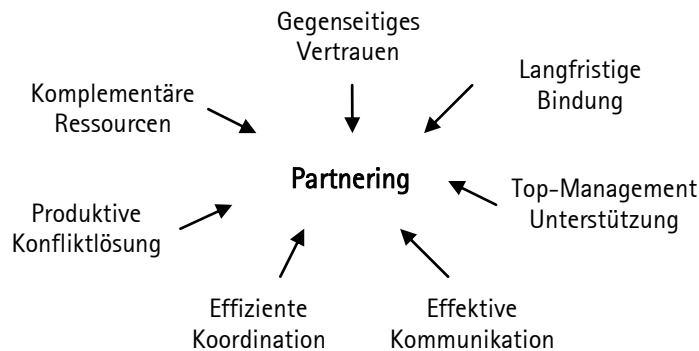 Gegenseitiges
Vertrauen
Langfristige
Bindung
Komplementäre
Ressourcen
Partnering
Top-Management
Unterstützung
Produktive
Konfliktlösung
Effiziente
Koordination
Effektive
Kommunikation